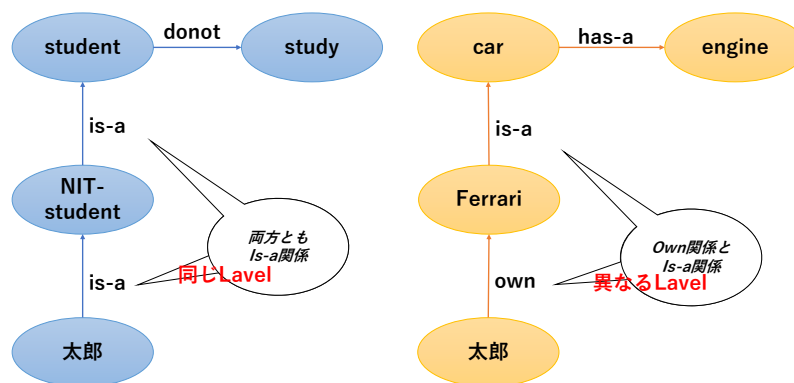 student
donot
study
is-a
NIT-
student
両方とも
Is-a関係
同じLavel
is-a
太郎
car
has-a
engine
is-a
Ferrari
Own関係と
Is-a関係
異なるLavel
own
太郎